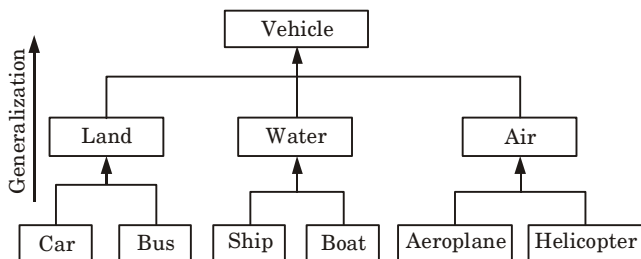 Vehicle
Generalization
Land
Water
Air
Car
Bus
Ship
Boat
Aeroplane
Helicopter